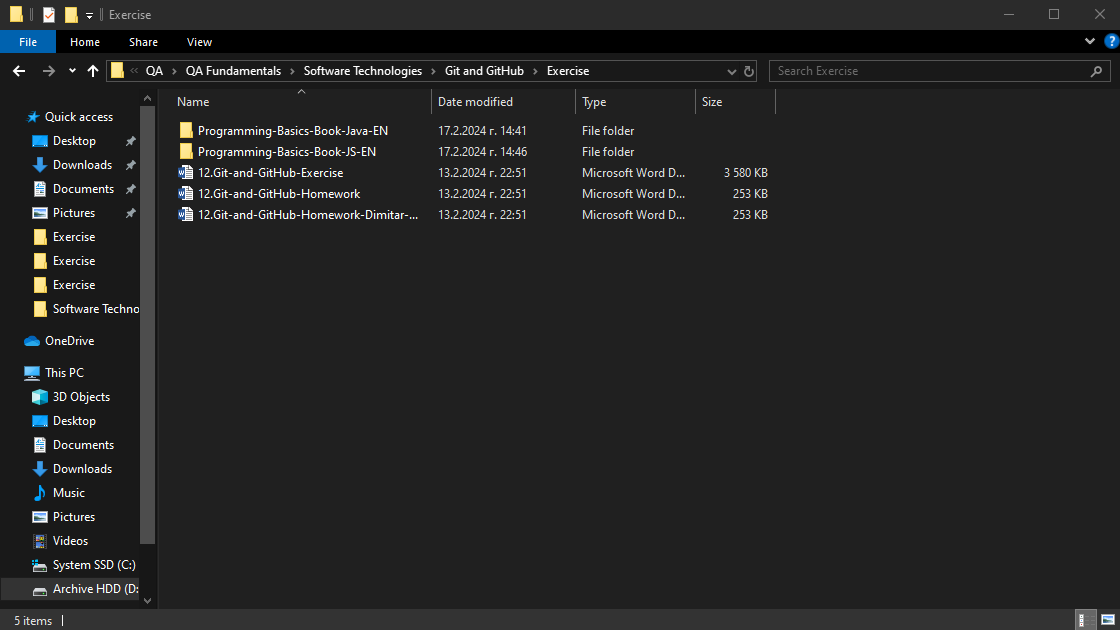 Exercise
File Home Share View
« QA > QA Fundamentals > Software Technologies > Git and GitHub > Exercise
Search Exercise
Name Date modified Type Size
Programming-Basics-Book-Java-EN 17.2.2024 г. 14:41 File folder
Programming-Basics-Book-JS-EN 17.2.2024 г. 14:46 File folder
12.Git-and-GitHub-Exercise 13.2.2024 г. 22:51 Microsoft Word D... 3 580 KB
12.Git-and-GitHub-Homework 13.2.2024 г. 22:51 Microsoft Word D... 253 KB
12.Git-and-GitHub-Homework-Dimitar-... 13.2.2024 г. 22:51 Microsoft Word D... 253 KB
Quick access
Desktop
Downloads
Documents
Pictures
Exercise
Exercise
Exercise
Software Techno
OneDrive
This PC
3D Objects
Desktop
Documents
Downloads
Music
Pictures
Videos
System SSD (C:)
Archive HDD (D:
5 items